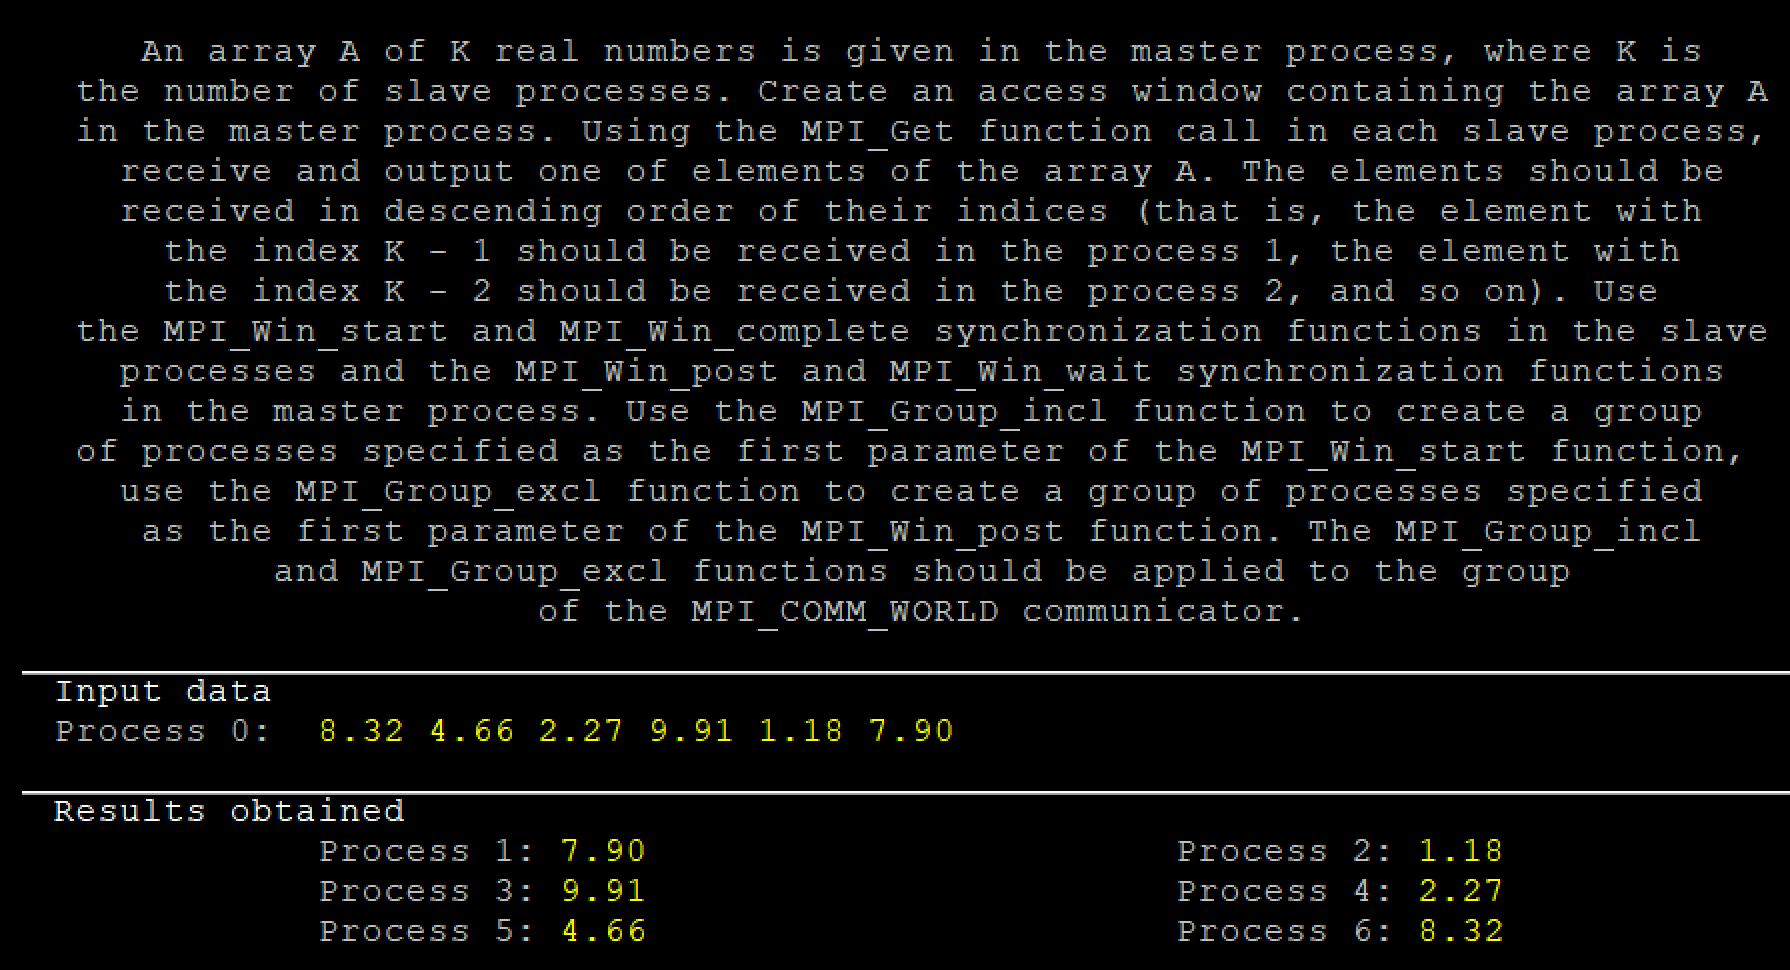 An array A of K real numbers is given in the master process, where K is
the number of slave processes. Create an access window containing the array A
in the master process. Using the MPI_Get function call in each slave process,
receive and output one of elements of the array A. The elements should be
received in descending order of their indices (that is, the element with
the index K - 1 should be received in the process 1, the element with
the index K - 2 should be received in the process 2, and so on). Use
the MPI_Win_start and MPI_Win_complete synchronization functions in the slave
processes and the MPI_Win_post and MPI_Win_wait synchronization functions
in the master process. Use the MPI_Group_incl function to create a group
of processes specified as the first parameter of the MPI_Win_start function,
use the MPI_Group_excl function to create a group of processes specified
as the first parameter of the MPI_Win_post function. The MPI_Group_incl
and MPI_Group_excl functions should be applied to the group
of the MPI_COMM_WORLD communicator.
Input data
Process 0: 8.32 4.66 2.27 9.91 1.18 7.90
Results obtained
Process 1: 7.90 Process 2: 1.18
Process 3: 9.91 Process 4: 2.27
Process 5: 4.66 Process 6: 8.32